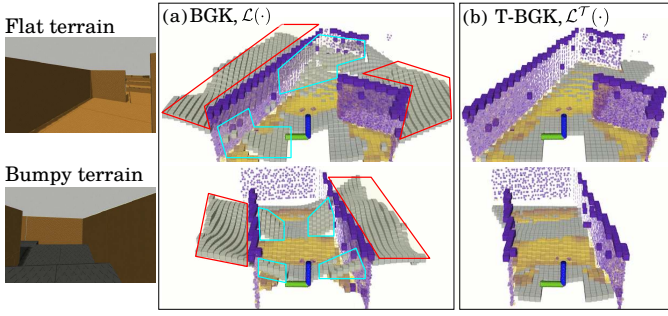 Flat terrain
Bumpy terrain
(a) BGK, ℒ(·)
(b) T-BGK, ℒ^𝒯(·)